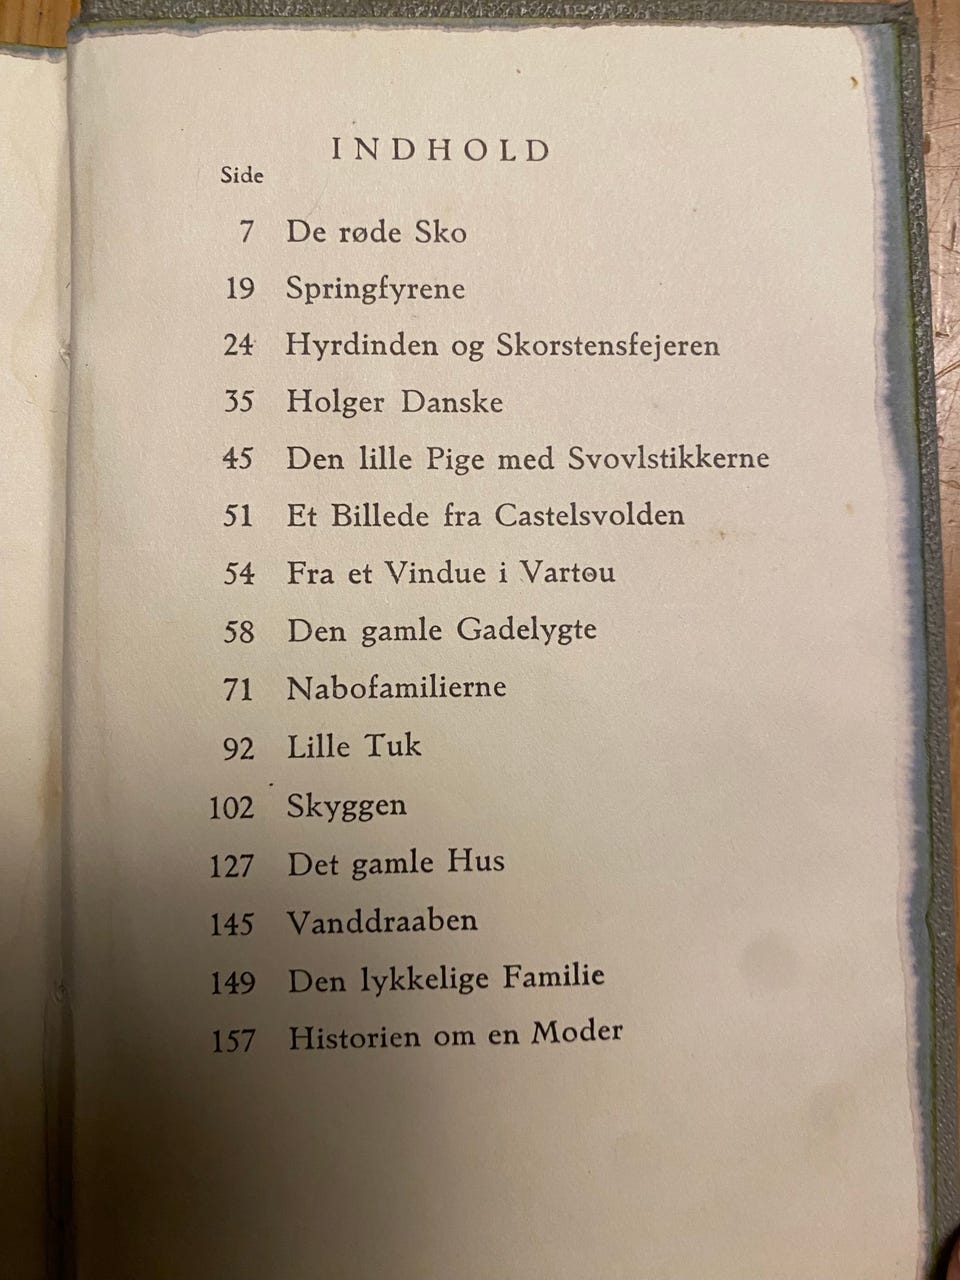 INDHOLD
Side
7 De røde Sko
19 Springfyrene
24 Hyrdinden og Skorstensfejeren
35 Holger Danske
45 Den lille Pige med Svovlstikkerne
51 Et Billede fra Castelsvolden
54 Fra et Vindue i Vartou
58 Den gamle Gadelygte
71 Nabofamilierne
92 Lille Tuk
102 Skyggen
127 Det gamle Hus
145 Vanddraaben
149 Den lykkelige Familie
157 Historien om en Moder